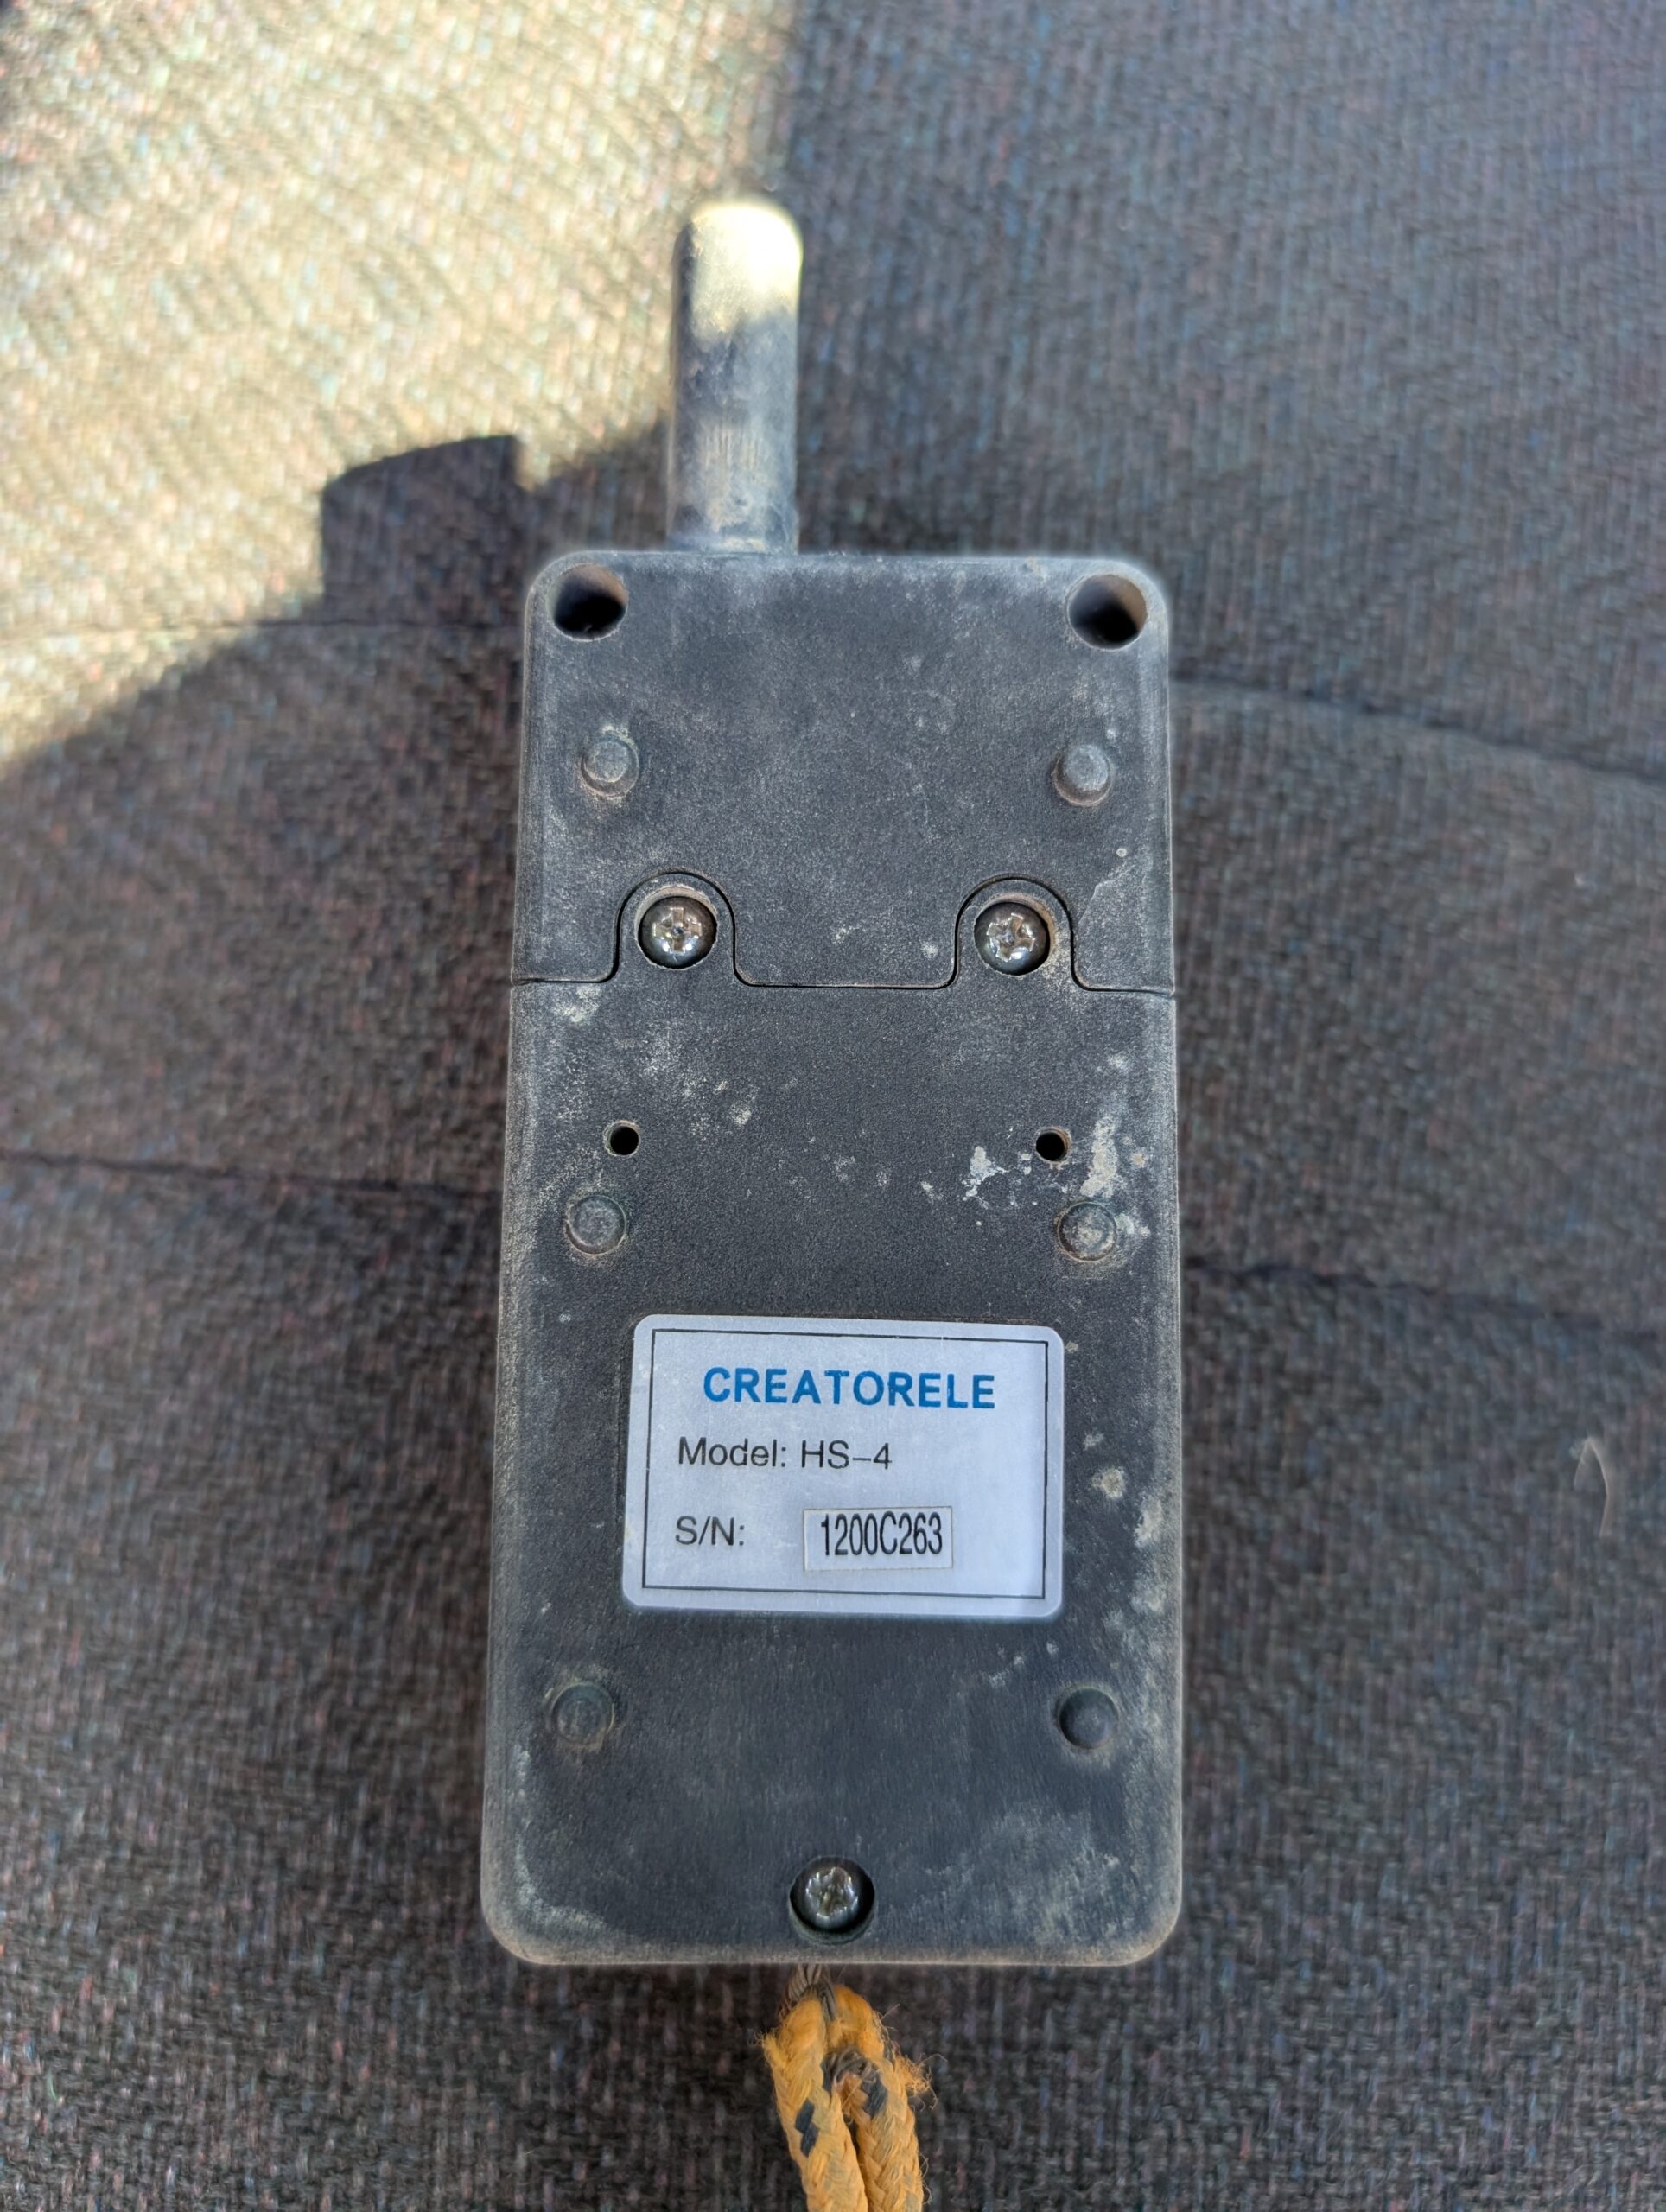 CREATORELE
Model: HS-4
S/N: 1200C263